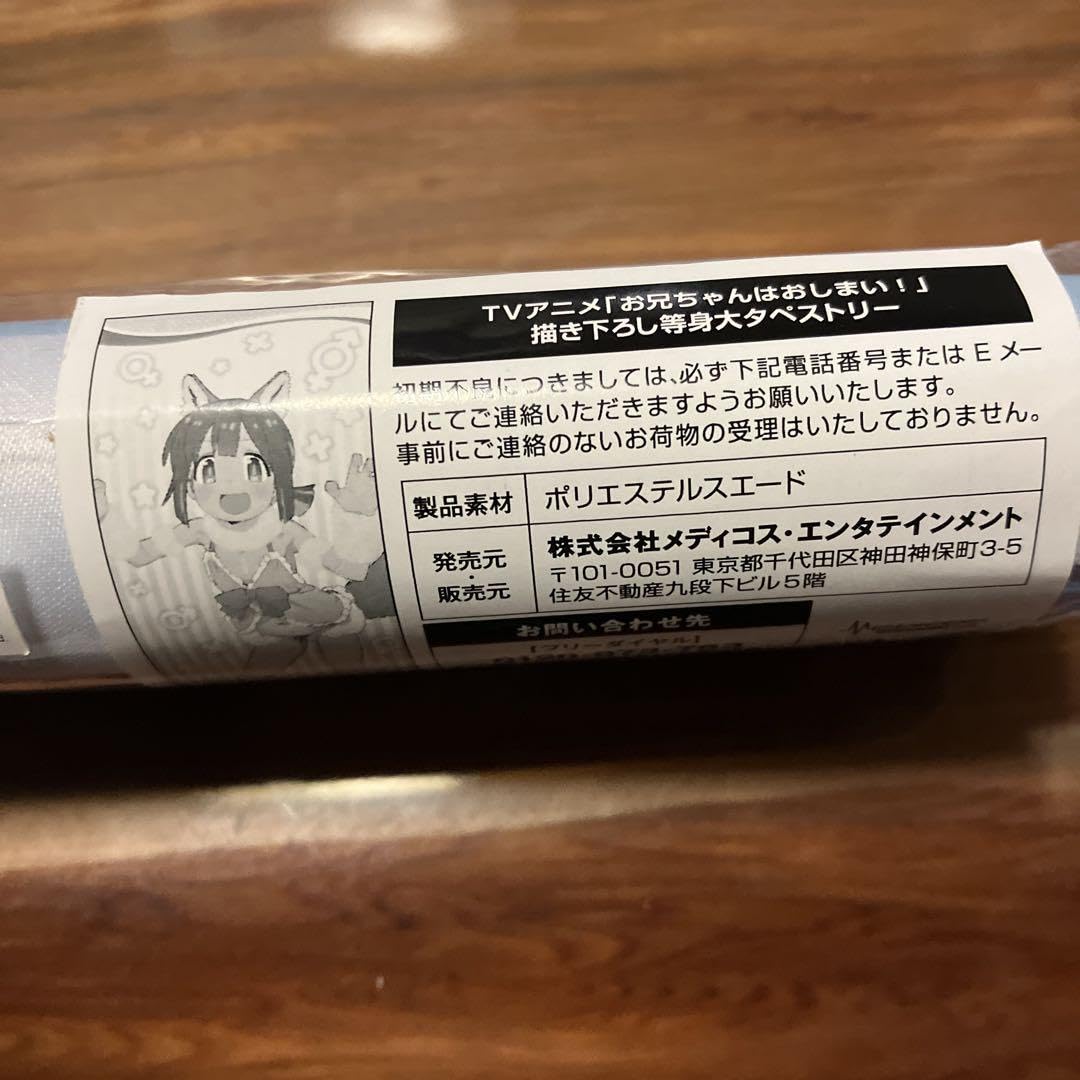 TVアニメ「お兄ちゃんはおしまい！」
描き下ろし等身大タペストリー
初期不良につきましては、必ず下記電話番号または E メー
ルにてご連絡いただきますようお願いいたします。
事前にご連絡のないお荷物の受理はいたしておりません。
製品素材 ポリエステルスエード
発売元・販売元 株式会社メディコス・エンタテインメント
〒101-0051 東京都千代田区神田神保町3-5
住友不動産九段下ビル５階
お問い合わせ先
[フリーダイヤル]